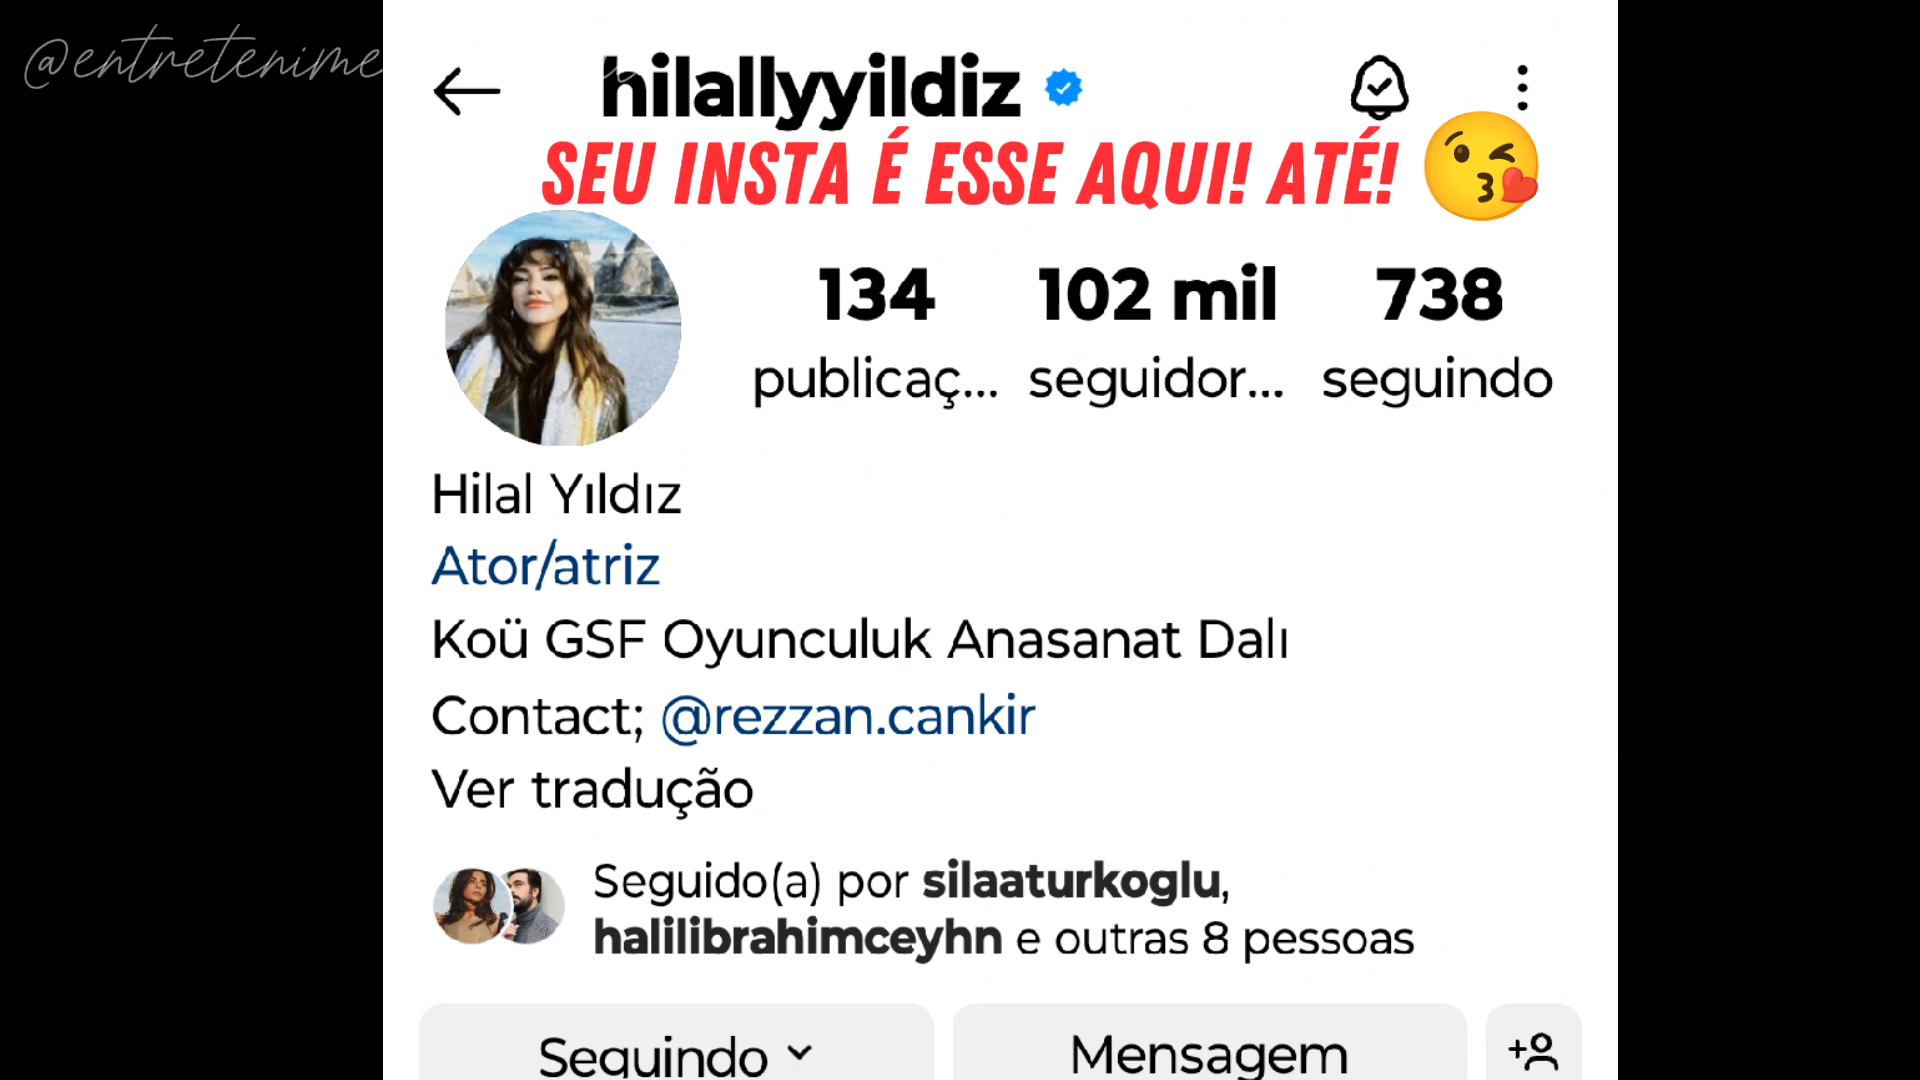 @entretenime
hilallyyildiz
SEU INSTA É ESSE AQUI! ATÉ!
134 102 mil 738
publicaç... seguidor... seguindo
Hilal Yıldız
Ator/atriz
Koü GSF Oyunculuk Anasanat Dalı
Contact; @rezzan.cankir
Ver tradução
Seguido(a) por silaaturkoglu,
halilibrahimceyhn e outras 8 pessoas
Seguindo Mensagem